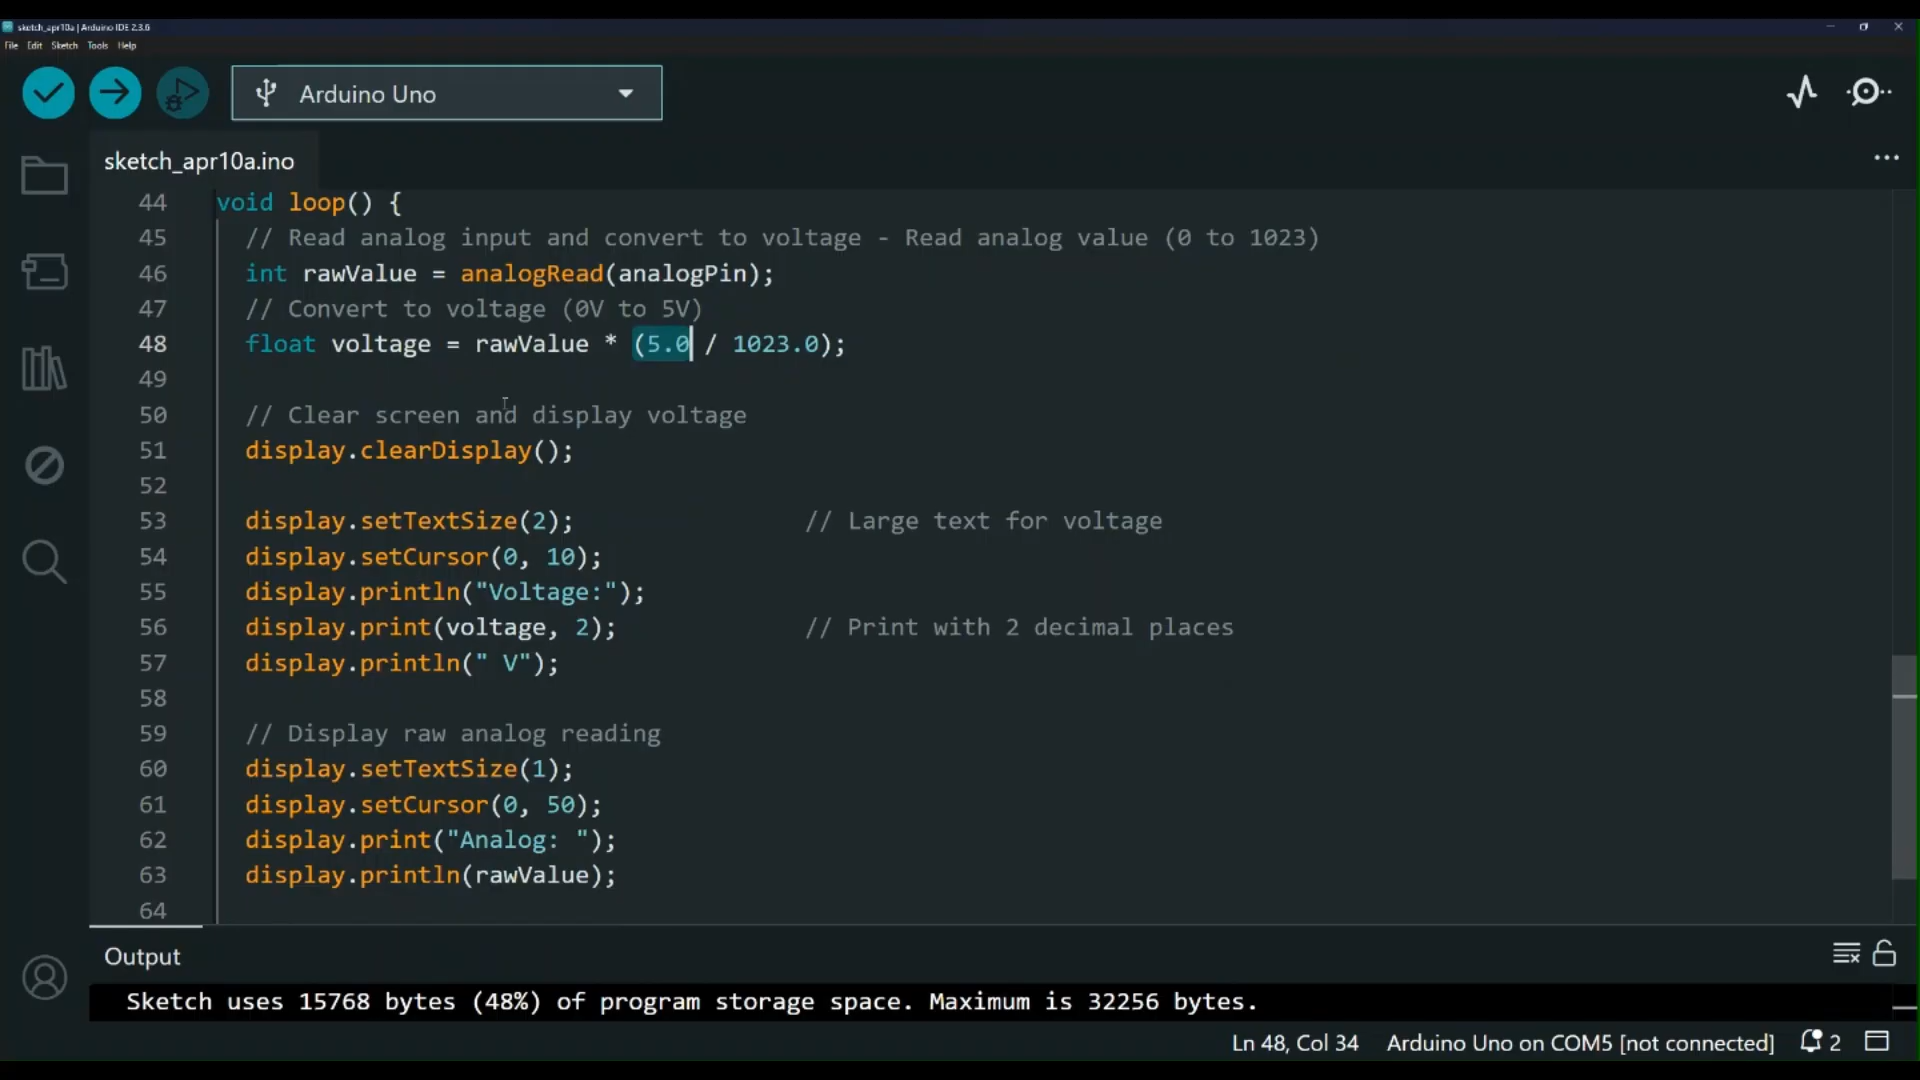 sketch_apr10a | Arduino IDE 2.3.6
File Edit Sketch Tools Help
Arduino Uno
sketch_apr10a.ino
44 void loop() {
45 // Read analog input and convert to voltage - Read analog value (0 to 1023)
46 int rawValue = analogRead(analogPin);
47 // Convert to voltage (0V to 5V)
48 float voltage = rawValue * (5.0 / 1023.0);
49
50 // Clear screen and display voltage
51 display.clearDisplay();
52
53 display.setTextSize(2); // Large text for voltage
54 display.setCursor(0, 10);
55 display.println("Voltage:");
56 display.print(voltage, 2); // Print with 2 decimal places
57 display.println(" V");
58
59 // Display raw analog reading
60 display.setTextSize(1);
61 display.setCursor(0, 50);
62 display.print("Analog: ");
63 display.println(rawValue);
64
Output
Sketch uses 15768 bytes (48%) of program storage space. Maximum is 32256 bytes.
Ln 48, Col 34 Arduino Uno on COM5 [not connected] 2